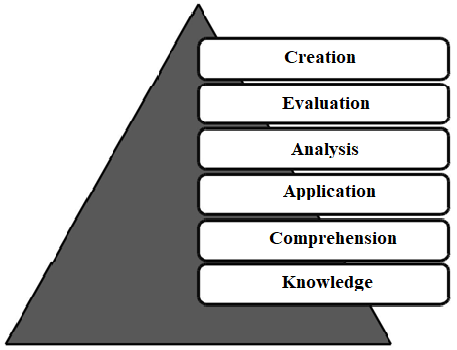 Creation
Evaluation
Analysis
Application
Comprehension
Knowledge